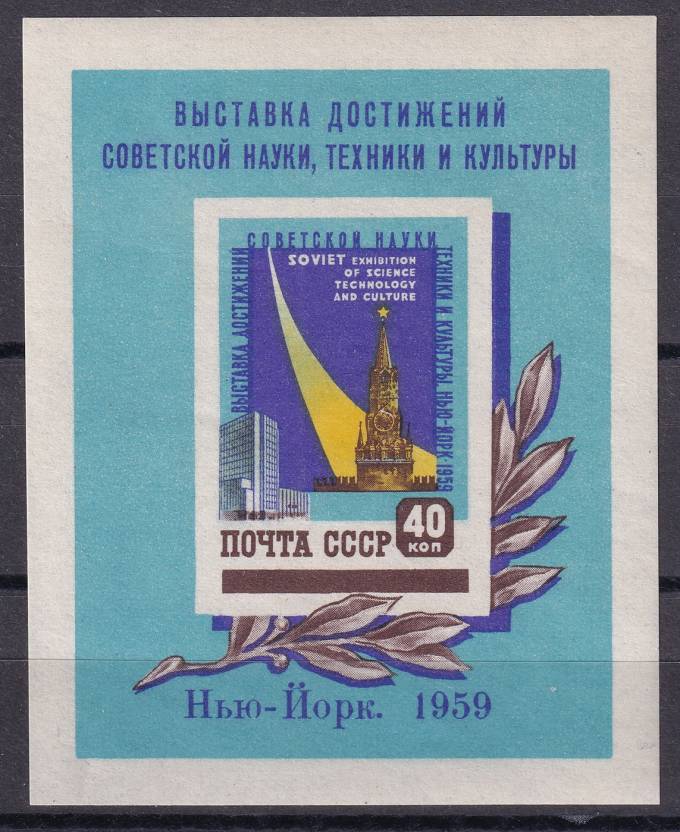 ВЫСТАВКА ДОСТИЖЕНИЙ
СОВЕТСКОЙ НАУКИ, ТЕХНИКИ И КУЛЬТУРЫ
ВЫСТАВКА ДОСТИЖЕНИЙ
СОВЕТСКОЙ НАУКИ
ТЕХНИКИ И КУЛЬТУРЫ. НЬЮ-ЙОРК·1959
SOVIET EXHIBITION
OF SCIENCE
TECHNOLOGY
AND CULTURE
40
КОП
ПОЧТА СССР
Нью-Йорк. 1959